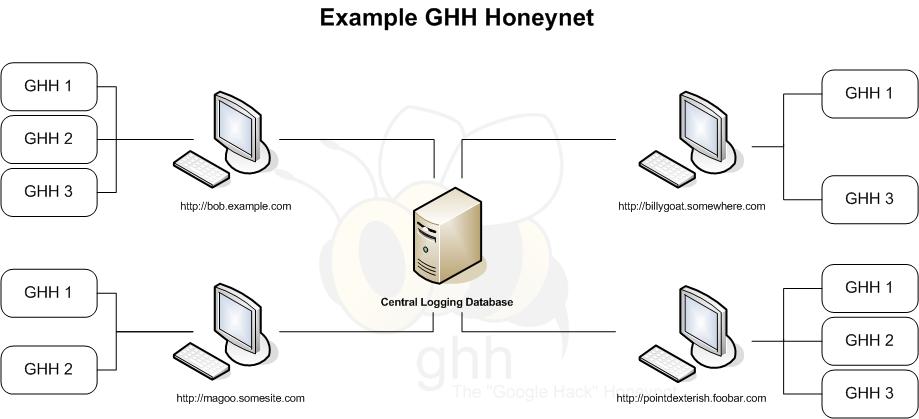 Example GHH Honeynet
GHH 1
GHH 2
GHH 3
http://bob.example.com
GHH 1
GHH 3
http://billygoat.somewhere.com
Central Logging Database
GHH 1
GHH 2
http://magoo.somesite.com
GHH 1
GHH 2
GHH 3
http://pointdexterish.foobar.com
ghh
The "Google Hack" Honeynet